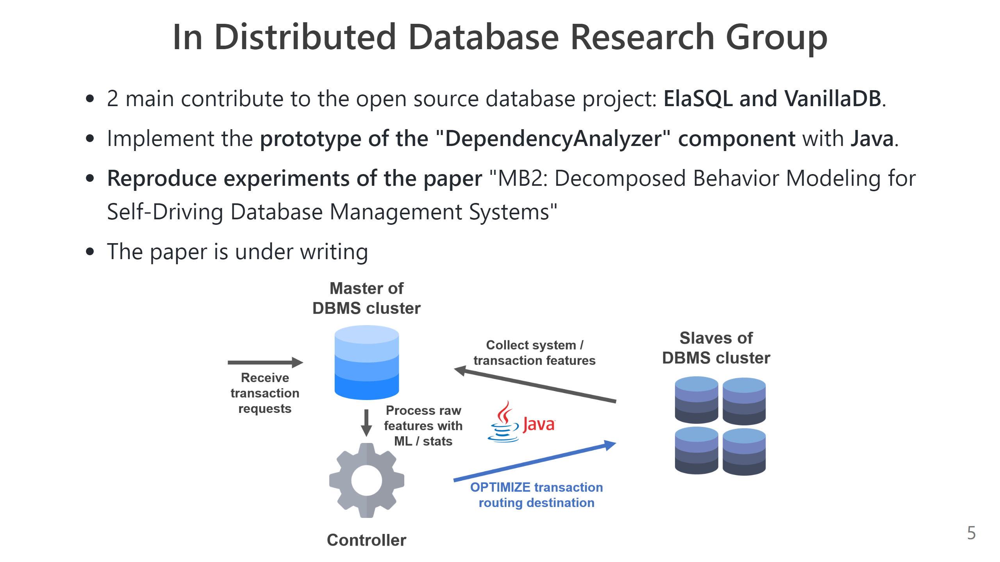 In Distributed Database Research Group
• 2 main contribute to the open source database project: ElaSQL and VanillaDB.
• Implement the prototype of the "DependencyAnalyzer" component with Java.
• Reproduce experiments of the paper "MB2: Decomposed Behavior Modeling for
Self-Driving Database Management Systems"
• The paper is under writing
Master of
DBMS cluster
Receive
transaction
requests
Process raw
features with
ML / stats
Controller
Collect system /
transaction features
Java
OPTIMIZE transaction
routing destination
Slaves of
DBMS cluster
5